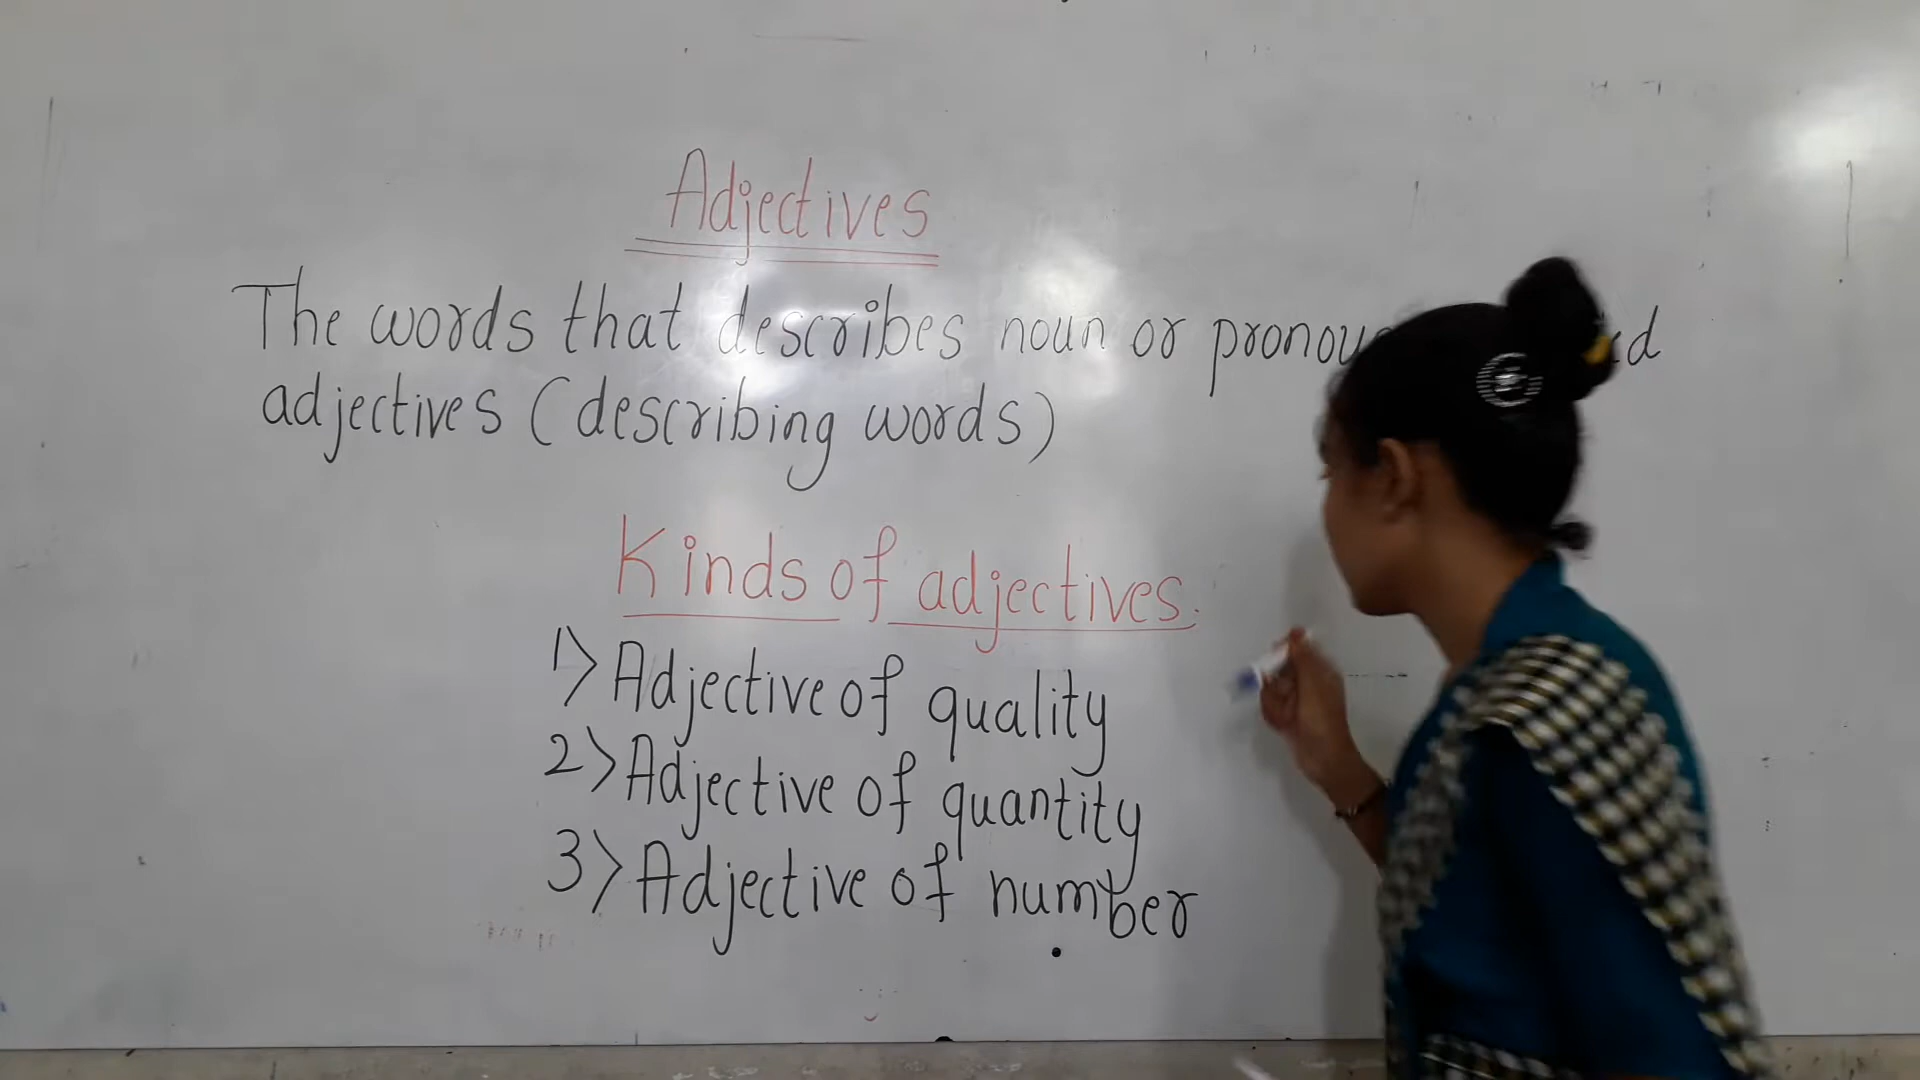 Adjectives
The words that describes noun or
adjectives (describing words)
Kinds of adjectives.
1) Adjective of quality
2) Adjective of quantity
3) Adjective of number